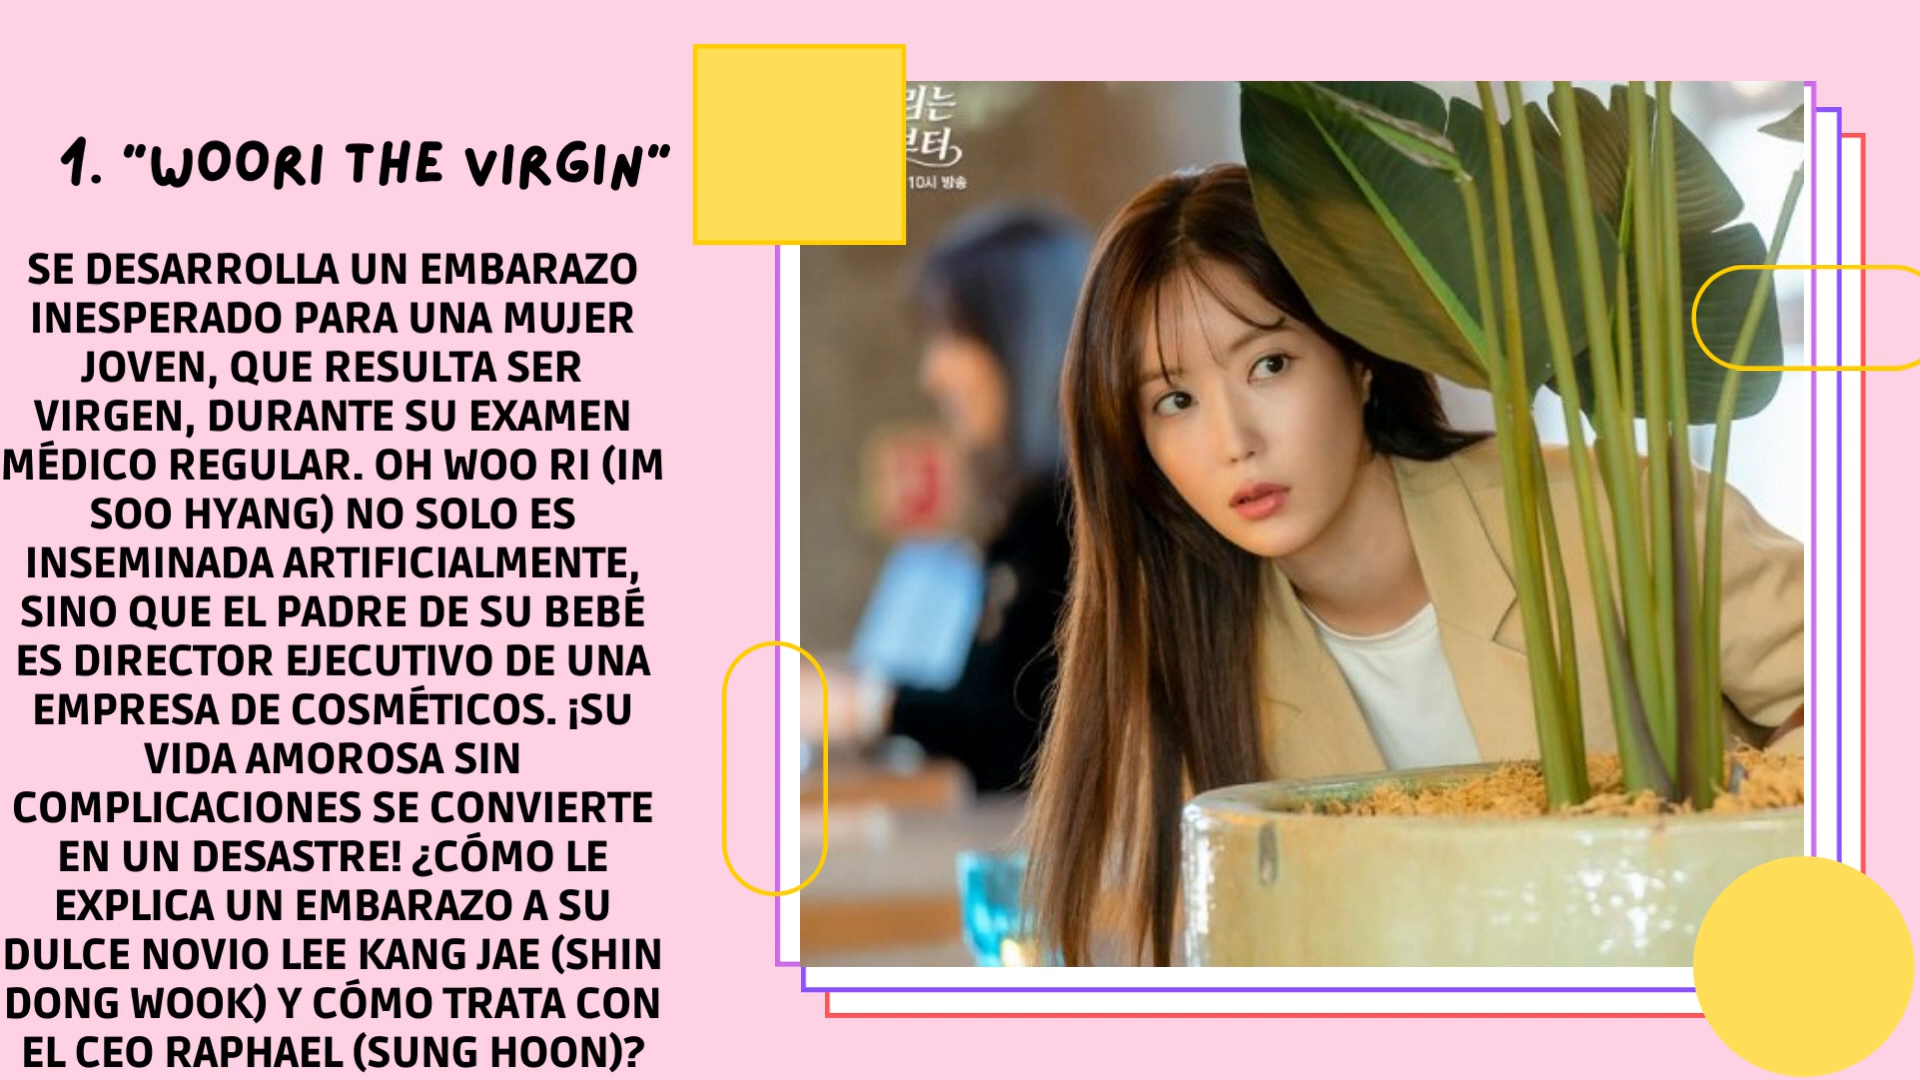 1. "WOORI THE VIRGIN"
SE DESARROLLA UN EMBARAZO
INESPERADO PARA UNA MUJER
JOVEN, QUE RESULTA SER
VIRGEN, DURANTE SU EXAMEN
MÉDICO REGULAR. OH WOO RI (IM
SOO HYANG) NO SOLO ES
INSEMINADA ARTIFICIALMENTE,
SINO QUE EL PADRE DE SU BEBÉ
ES DIRECTOR EJECUTIVO DE UNA
EMPRESA DE COSMÉTICOS. ¡SU
VIDA AMOROSA SIN
COMPLICACIONES SE CONVIERTE
EN UN DESASTRE! ¿CÓMO LE
EXPLICA UN EMBARAZO A SU
DULCE NOVIO LEE KANG JAE (SHIN
DONG WOOK) Y CÓMO TRATA CON
EL CEO RAPHAEL (SUNG HOON)?
10시 방송